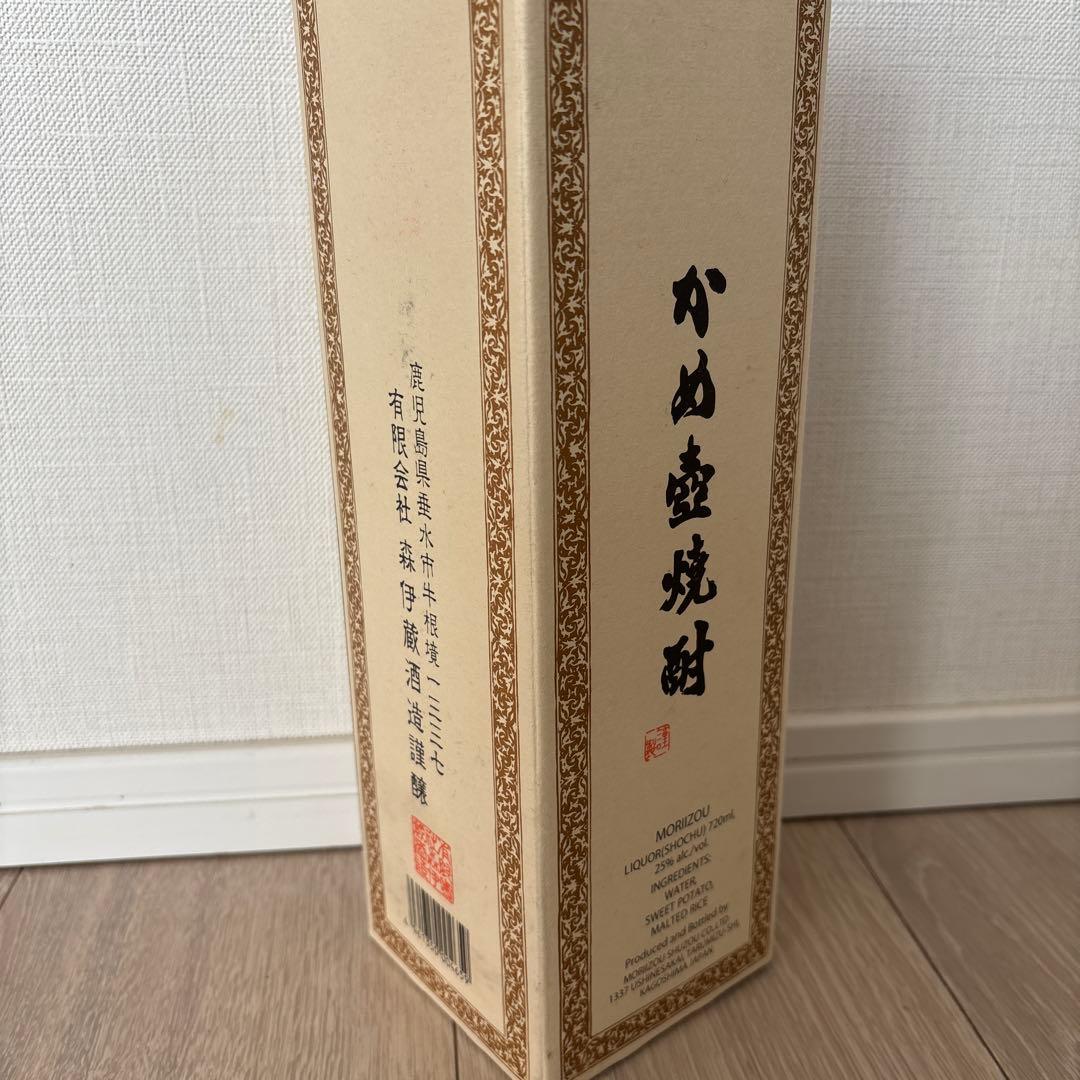 かめ壺焼酎
MORIIZOU
LIQUOR(SHOCHU) 720ml,
25% alc./vol.
INGREDIENTS:
WATER,
SWEET POTATO,
MALTED RICE
Produced and Bottled by
MORIIZOU SHUZOU CO.,LTD.
1337 USHINESAKAI, TARUMIZU-SHI,
KAGOSHIMA, JAPAN
鹿児島県垂水市牛根境一三三七
有限会社 森伊蔵酒造謹醸